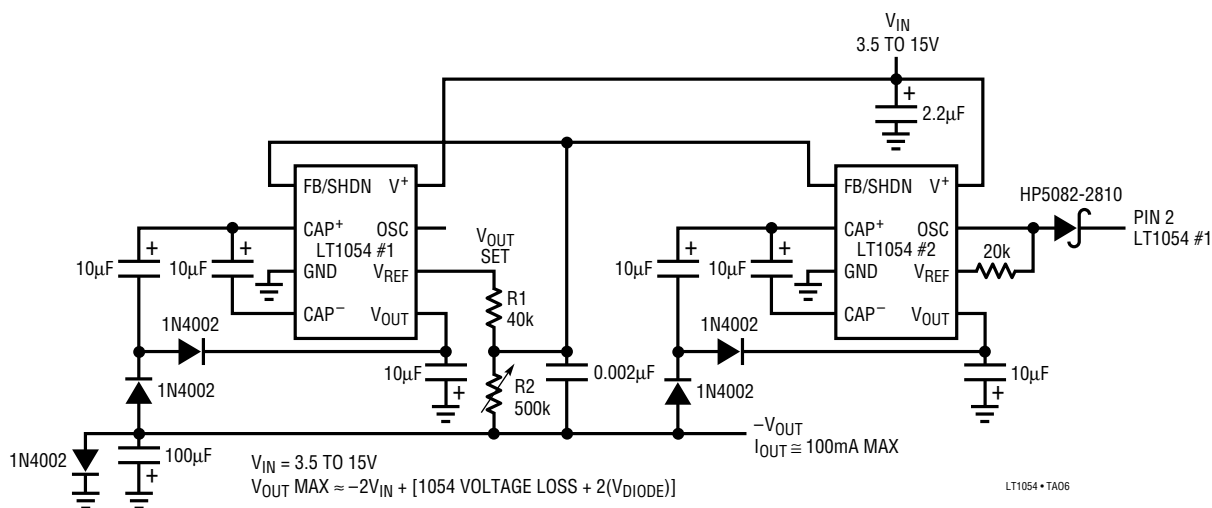 V_IN
3.5 TO 15V
+
2.2µF
FB/SHDN V+
CAP+ OSC
LT1054 #1
GND
V_REF
CAP−
V_OUT
+
10µF
+
10µF
V_OUT
SET
R1
40k
R2
500k
0.002µF
1N4002
1N4002
10µF
+
1N4002
100µF
+
FB/SHDN V+
CAP+ OSC
LT1054 #2
GND
V_REF
CAP−
V_OUT
+
10µF
+
10µF
HP5082-2810
PIN 2
LT1054 #1
20k
1N4002
1N4002
10µF
+
−V_OUT
I_OUT ≅ 100mA MAX
V_IN = 3.5 TO 15V
V_OUT MAX ≈ −2V_IN + [1054 VOLTAGE LOSS + 2(V_DIODE)]
LT1054 • TA06